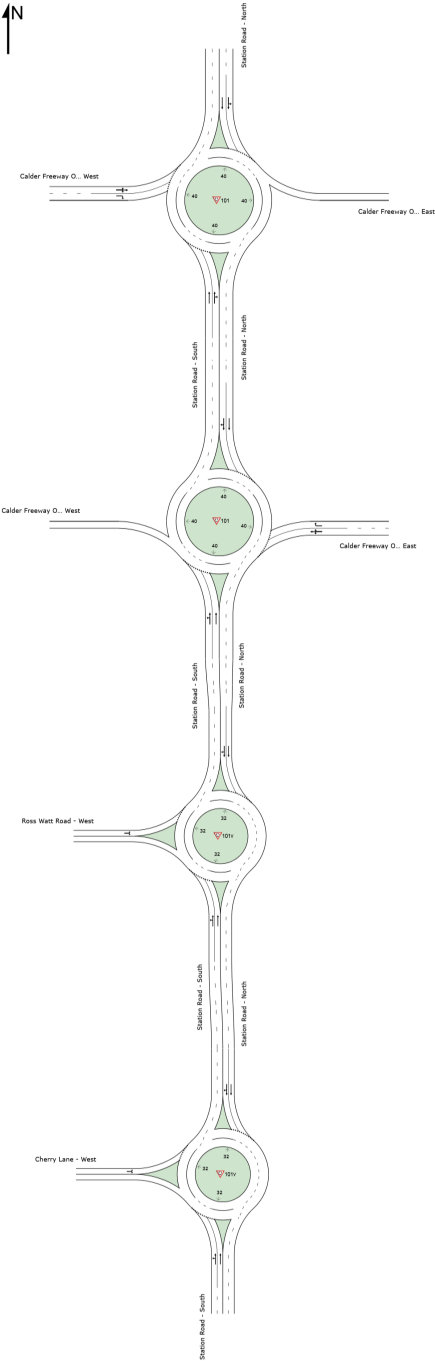 N
Station Road - North
Calder Freeway O... West
40
40
101
40
40
Calder Freeway O... East
Station Road - South
Station Road - North
Calder Freeway O... West
40
40
101
40
40
Calder Freeway O... East
Station Road - South
Station Road - North
Ross Watt Road - West
32
32
101v
32
Station Road - South
Station Road - North
Cherry Lane - West
32
32
101v
32
Station Road - South